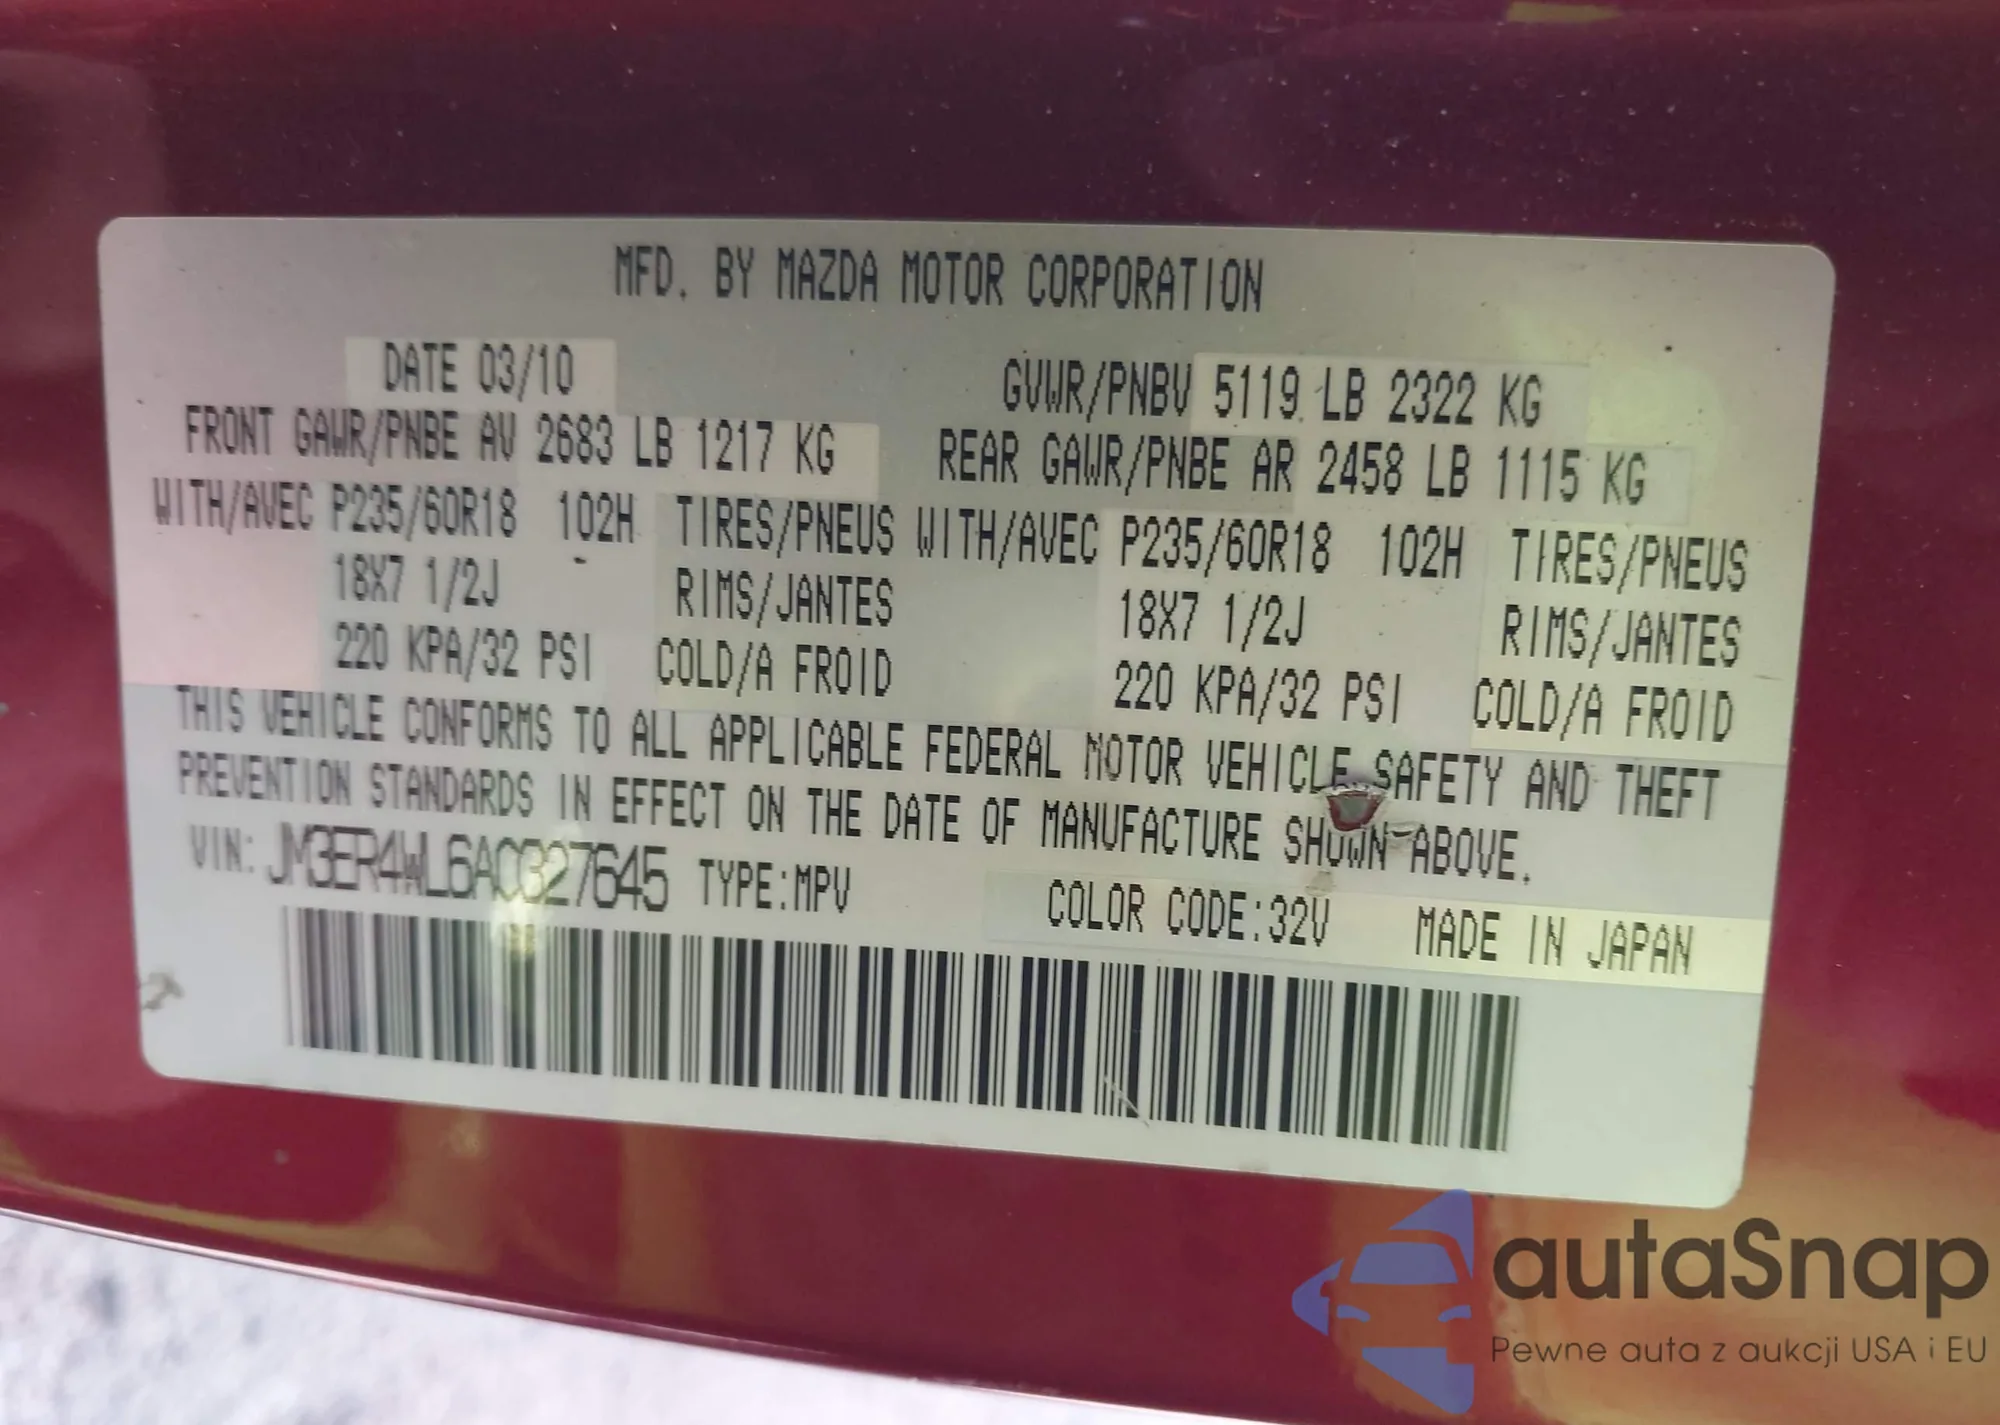 MFD. BY MAZDA MOTOR CORPORATION
DATE 03/10
GVWR/PNBV 5119 LB 2322 KG
FRONT GAWR/PNBE AV 2683 LB 1217 KG
REAR GAWR/PNBE AR 2458 LB 1115 KG
WITH/AVEC P235/60R18 102H TIRES/PNEUS WITH/AVEC P235/60R18 102H TIRES/PNEUS
18X7 1/2J RIMS/JANTES 18X7 1/2J RIMS/JANTES
220 KPA/32 PSI COLD/A FROID 220 KPA/32 PSI COLD/A FROID
THIS VEHICLE CONFORMS TO ALL APPLICABLE FEDERAL MOTOR VEHICLE SAFETY AND THEFT
PREVENTION STANDARDS IN EFFECT ON THE DATE OF MANUFACTURE SHOWN ABOVE.
VIN: JM3ER4WL6A0327645 TYPE:MPV COLOR CODE:32V MADE IN JAPAN
autaSnap
Pewne auta z aukcji USA i EU